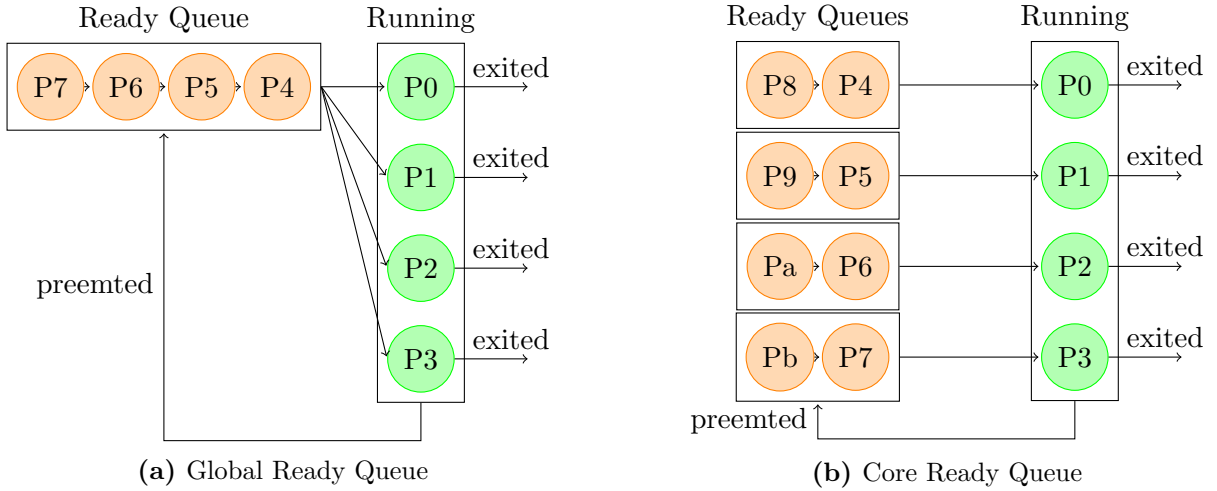 Ready Queue
Running
P7 P6 P5 P4
P0
exited
P1
exited
P2
exited
P3
exited
preemted
(a) Global Ready Queue
Ready Queues
Running
P8 P4
P0
exited
P9 P5
P1
exited
Pa P6
P2
exited
Pb P7
P3
exited
preemted
(b) Core Ready Queue